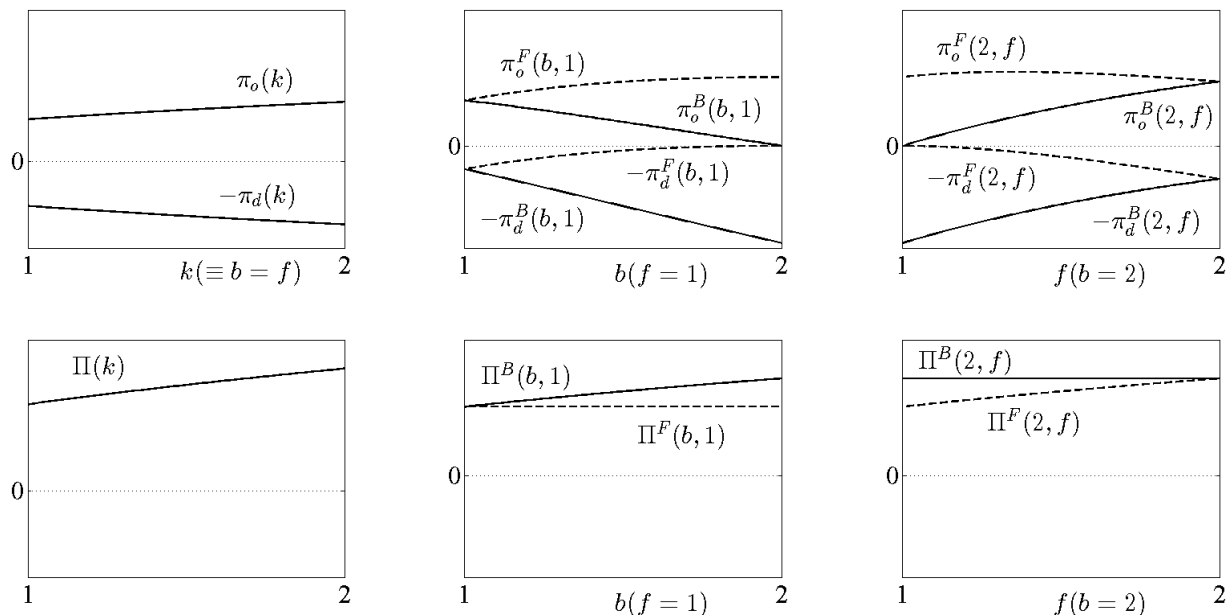 π_o(k)
0
−π_d(k)
1
2
k(≡ b = f)
π_o^F(b, 1)
π_o^B(b, 1)
0
−π_d^F(b, 1)
−π_d^B(b, 1)
1
2
b(f = 1)
π_o^F(2, f)
π_o^B(2, f)
0
−π_d^F(2, f)
−π_d^B(2, f)
1
2
f(b = 2)
Π(k)
0
1
2
Π^B(b, 1)
Π^F(b, 1)
0
1
2
b(f = 1)
Π^B(2, f)
Π^F(2, f)
0
1
2
f(b = 2)